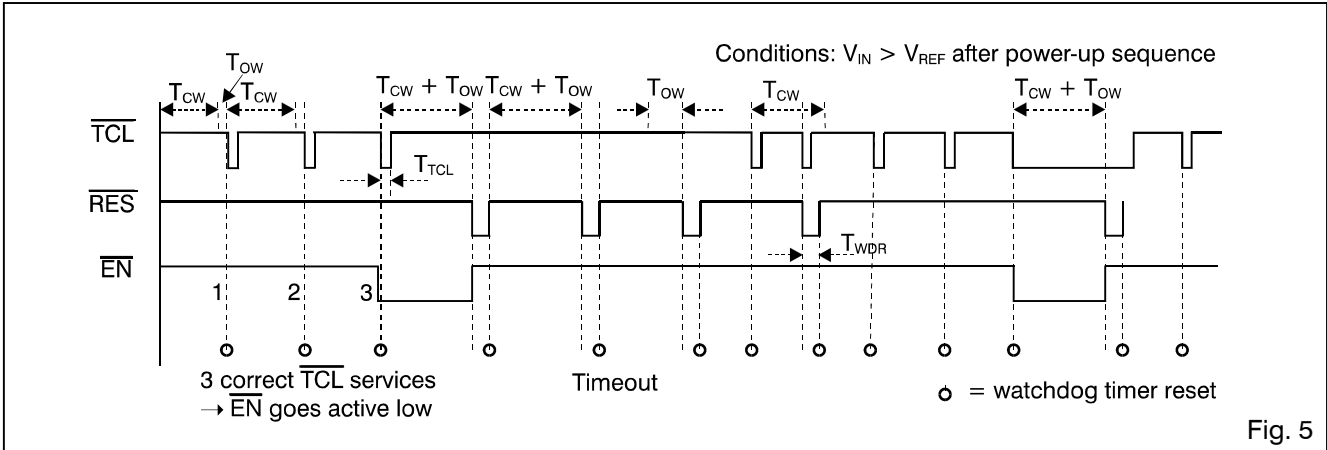 Conditions: VIN > VREF after power-up sequence
TOW
TCW
TCW
TCW + TOW
TCW + TOW
TOW
TCW
TCW + TOW
TCL
TTCL
RES
TWDR
EN
1
2
3
3 correct TCL services
→ EN goes active low
Timeout
= watchdog timer reset
Fig. 5